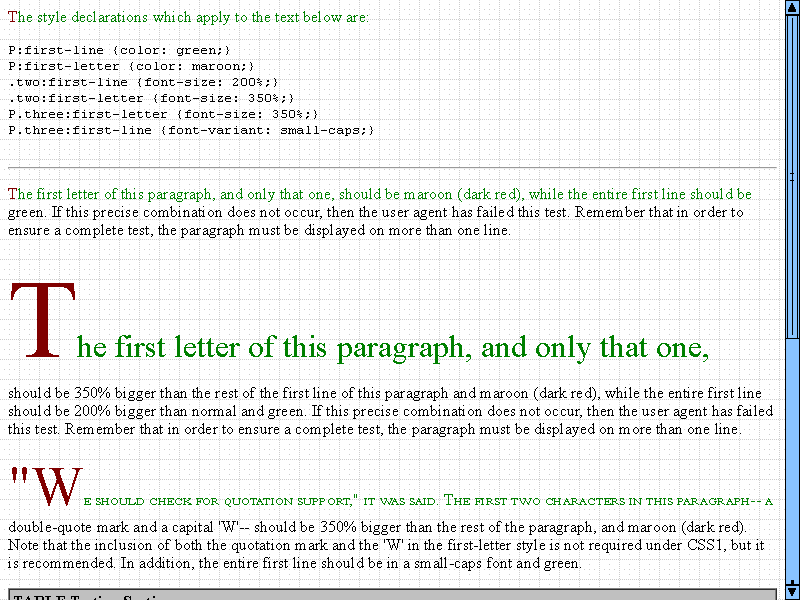 The style declarations which apply to the text below are:
P:first-line {color: green;}
P:first-letter {color: maroon;}
.two:first-line {font-size: 200%;}
.two:first-letter {font-size: 350%;}
P.three:first-letter {font-size: 350%;}
P.three:first-line {font-variant: small-caps;}
The first letter of this paragraph, and only that one, should be maroon (dark red), while the entire first line should be
green. If this precise combination does not occur, then the user agent has failed this test. Remember that in order to
ensure a complete test, the paragraph must be displayed on more than one line.
The first letter of this paragraph, and only that one,
should be 350% bigger than the rest of the first line of this paragraph and maroon (dark red), while the entire first line
should be 200% bigger than normal and green. If this precise combination does not occur, then the user agent has failed
this test. Remember that in order to ensure a complete test, the paragraph must be displayed on more than one line.
"We should check for quotation support," it was said. The first two characters in this paragraph-- a
double-quote mark and a capital 'W'-- should be 350% bigger than the rest of the paragraph, and maroon (dark red).
Note that the inclusion of both the quotation mark and the 'W' in the first-letter style is not required under CSS1, but it
is recommended. In addition, the entire first line should be in a small-caps font and green.
TABLE Testing Section